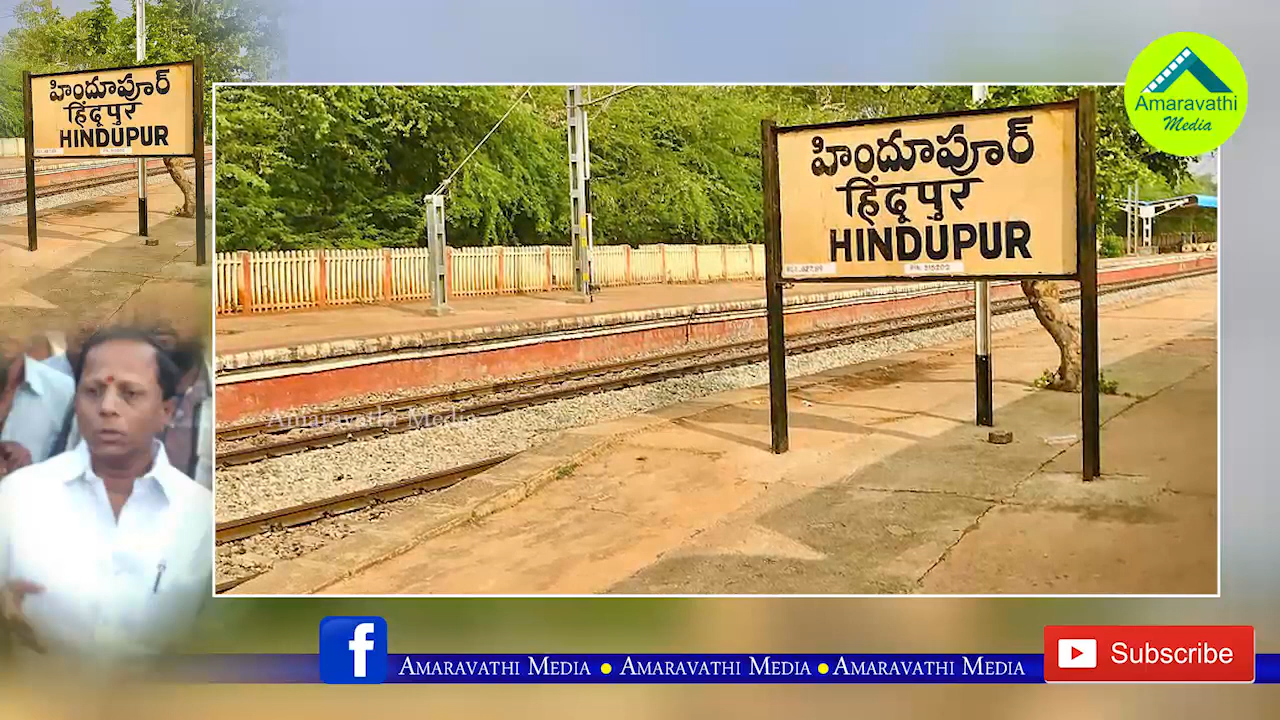 హిందూపూర్
हिंदूपुर
HINDUPUR
హిందూపూర్
हिंदूपुर
HINDUPUR
Amaravathi
Media
Amaravathi Media
f
AMARAVATHI MEDIA • AMARAVATHI MEDIA • AMARAVATHI MEDIA
Subscribe